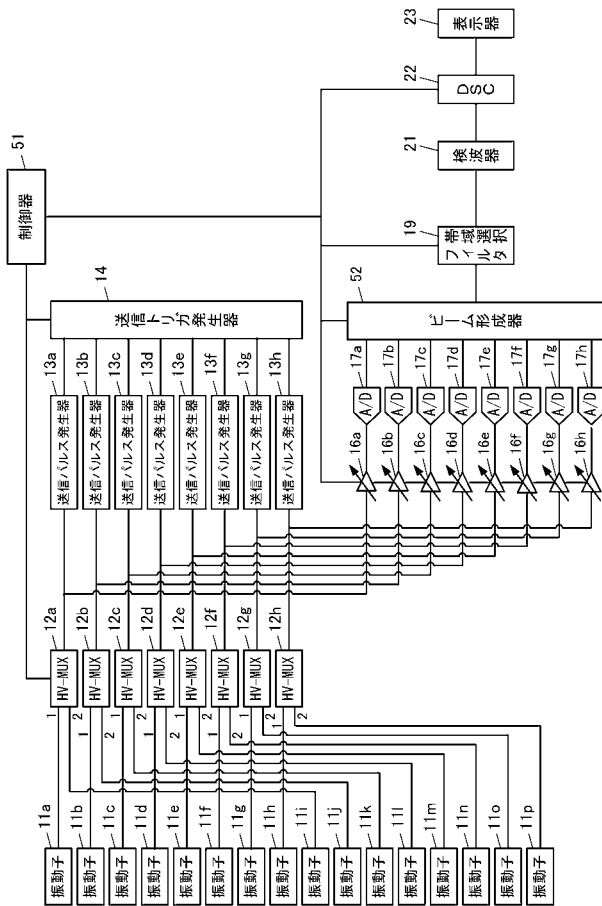 11a
振動子
11b
振動子
11c
振動子
11d
振動子
11e
振動子
11f
振動子
11g
振動子
11h
振動子
11i
振動子
11j
振動子
11k
振動子
11l
振動子
11m
振動子
11n
振動子
11o
振動子
11p
振動子
12a
HV-MUX
1
2
12b
HV-MUX
1
2
12c
HV-MUX
1
2
12d
HV-MUX
1
2
12e
HV-MUX
1
2
12f
HV-MUX
1
2
12g
HV-MUX
1
2
12h
HV-MUX
1
2
13a
送信パルス発生器
13b
送信パルス発生器
13c
送信パルス発生器
13d
送信パルス発生器
13e
送信パルス発生器
13f
送信パルス発生器
13g
送信パルス発生器
13h
送信パルス発生器
14
送信トリガ発生器
51
制御器
16a
16b
16c
16d
16e
16f
16g
16h
17a
A/D
17b
A/D
17c
A/D
17d
A/D
17e
A/D
17f
A/D
17g
A/D
17h
A/D
52
ビーム形成器
19
帯域選択
フィルタ
21
検波器
22
DSC
23
表示器